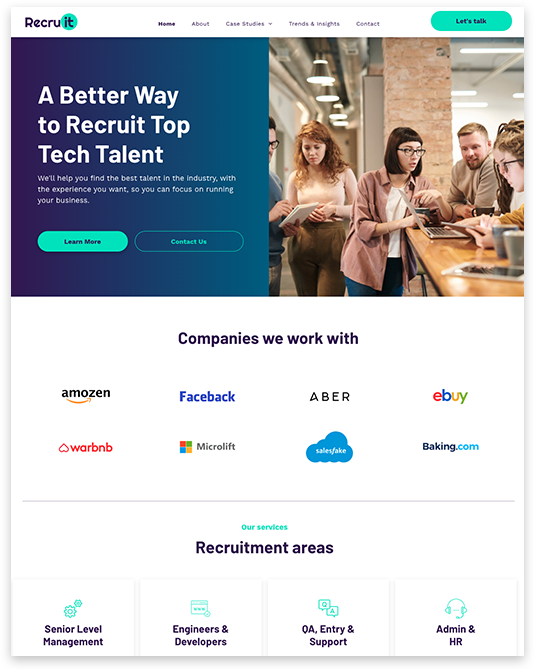 Recruit
Home About Case Studies Trends & Insights Contact
Let's talk
A Better Way
to Recruit Top
Tech Talent
We'll help you find the best talent in the industry, with
the experience you want, so you can focus on running
your business.
Learn More Contact Us
Companies we work with
amozen Faceback ABER ebuy
warbnb Microlift salesfake Baking.com
Our services
Recruitment areas
Senior Level
Management
Engineers &
Developers
Q A
QA, Entry &
Support
Admin &
HR